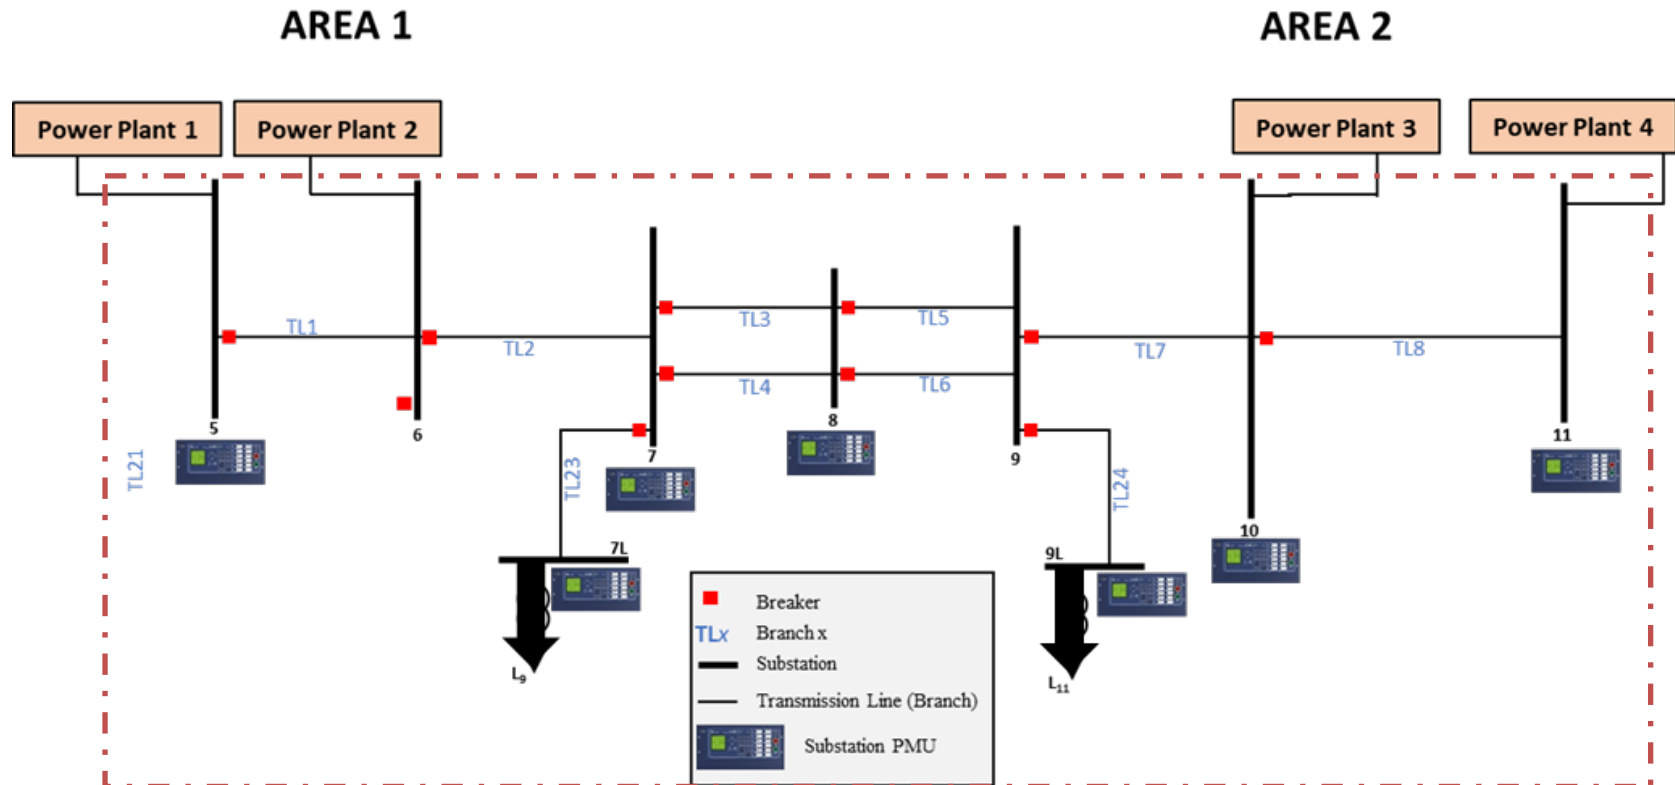 AREA 1
AREA 2
Power Plant 1
Power Plant 2
Power Plant 3
Power Plant 4
TL1
TL2
TL3
TL4
TL5
TL6
TL7
TL8
5
6
7
8
9
10
11
TL21
TL23
TL24
7L
9L
L9
L11
Breaker
TLx
Branch x
Substation
Transmission Line (Branch)
Substation PMU